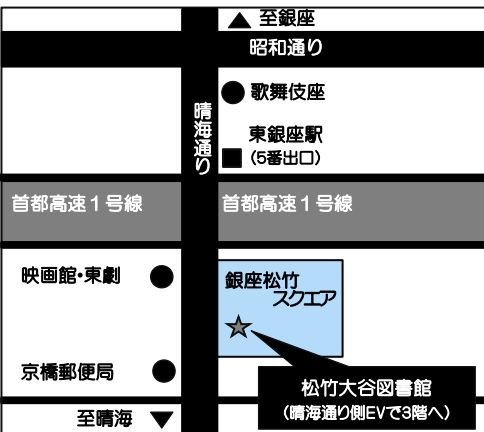 ▲ 至銀座
昭和通り
晴海通り
● 歌舞伎座
東銀座駅
■ (5番出口)
首都高速1号線
首都高速1号線
映画館・東劇 ●
銀座松竹
スクエア
京橋郵便局 ●
松竹大谷図書館
(晴海通り側EVで3階へ)
至晴海 ▼